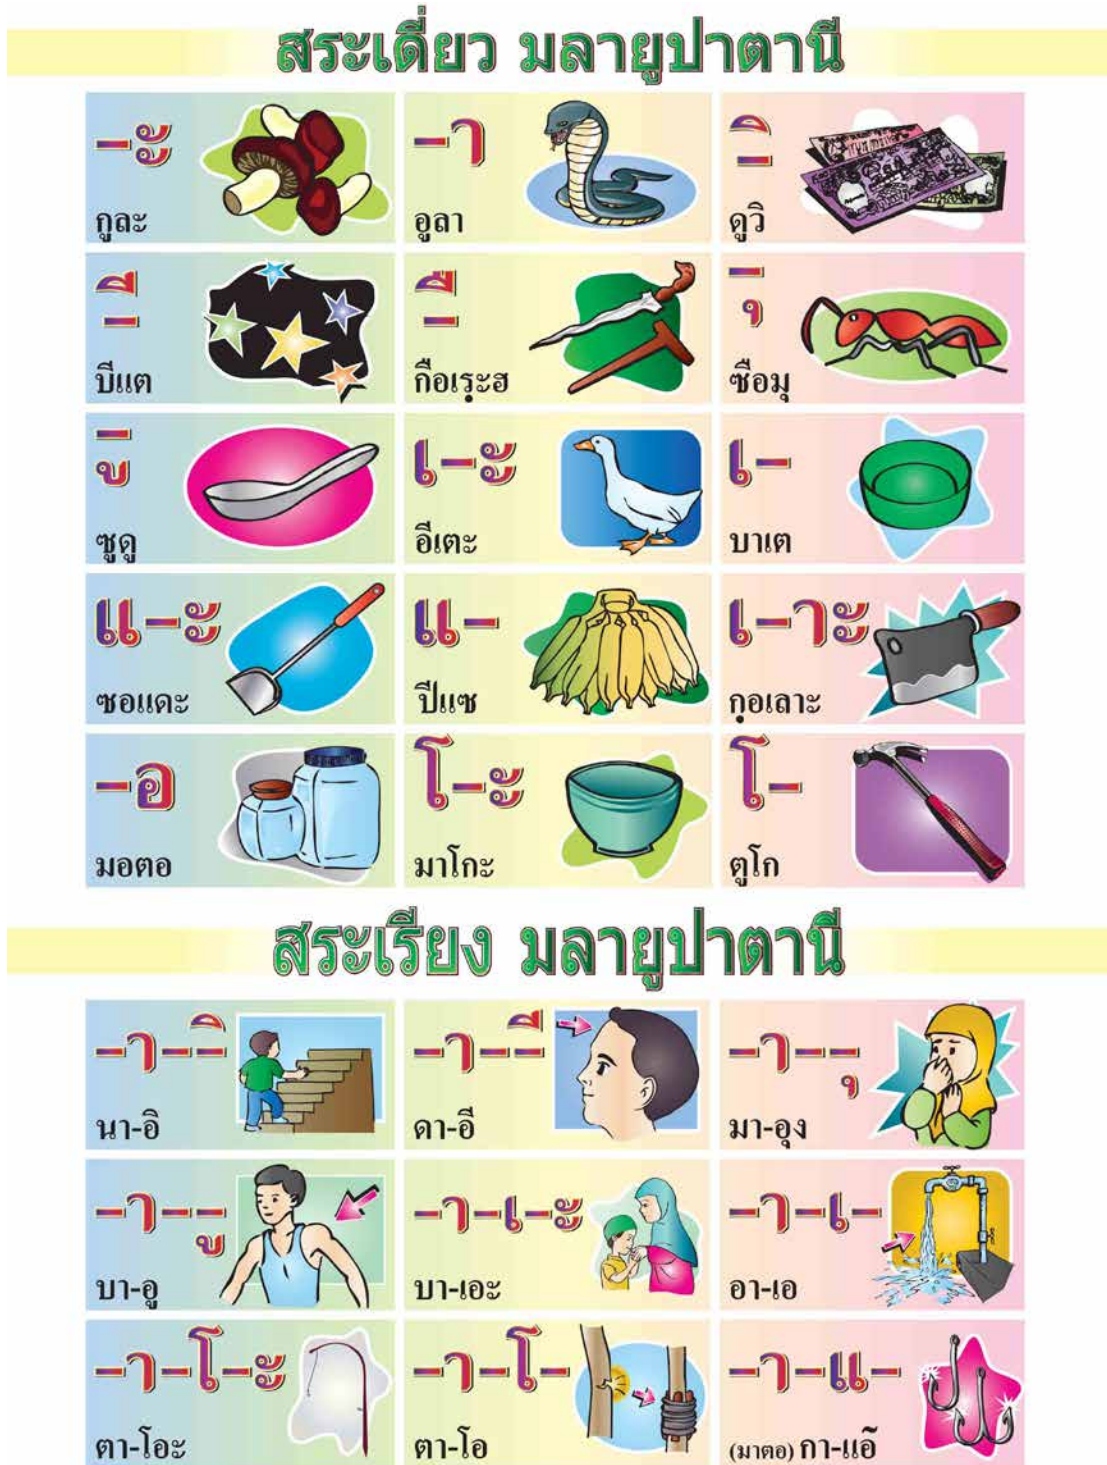 สระเดี่ยว มลายูปาตานี
-ะ
กูละ
-า
อูลา
-ิ
ดูวิ
-ี
บีแต
-ื
กือเระฺฮ
-ุ
ซือมุ
-ู
ซูดู
เ-ะ
อีเตะ
เ-
บาเต
แ-ะ
ซอแดะ
แ-
ปีแซ
เ-าะ
กฺอเลาะ
-อ
มอตอ
โ-ะ
มาโกะ
โ-
ตูโก
สระเรียง มลายูปาตานี
-า--ิ
นา-อิ
-า--ี
ดา-อี
-า--ุ
มา-อุง
-า--ู
บา-อู
-า-เ-ะ
บา-เอะ
-า-เ-
อา-เอ
-า-โ-ะ
ตา-โอะ
-า-โ-
ตา-โอ
-า-แ-
(มาตอ) กา-แอ๊